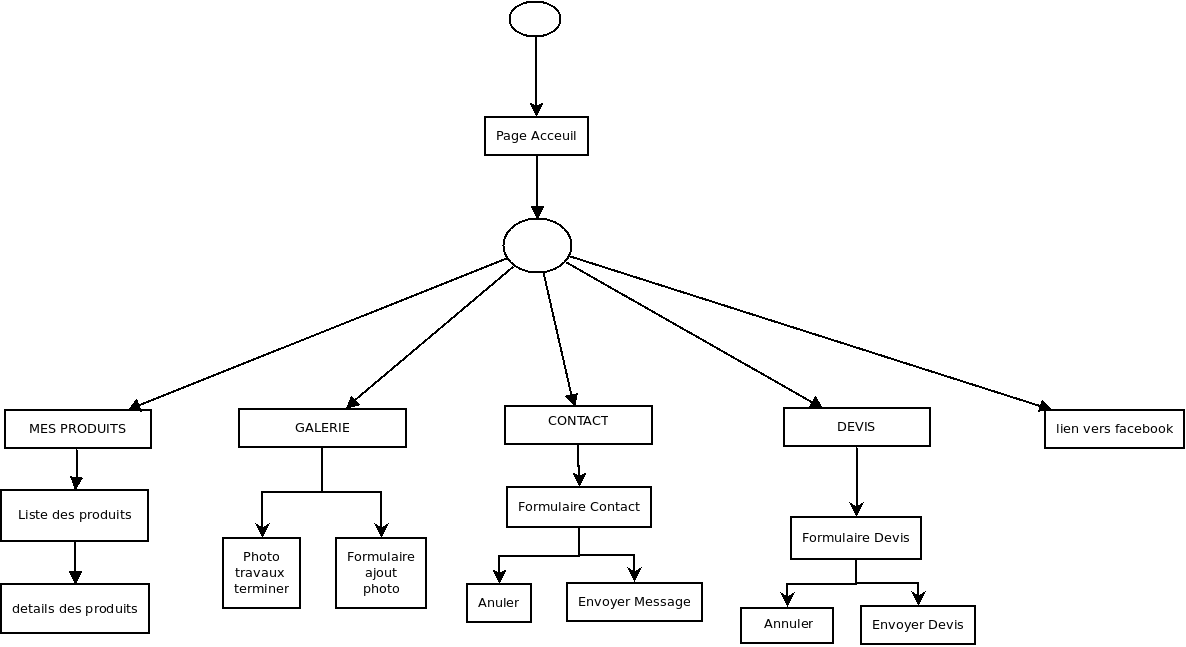 Page Acceuil
MES PRODUITS
GALERIE
CONTACT
DEVIS
lien vers facebook
Liste des produits
Formulaire Contact
Formulaire Devis
details des produits
Photo
travaux
terminer
Formulaire
ajout
photo
Anuler
Envoyer Message
Annuler
Envoyer Devis